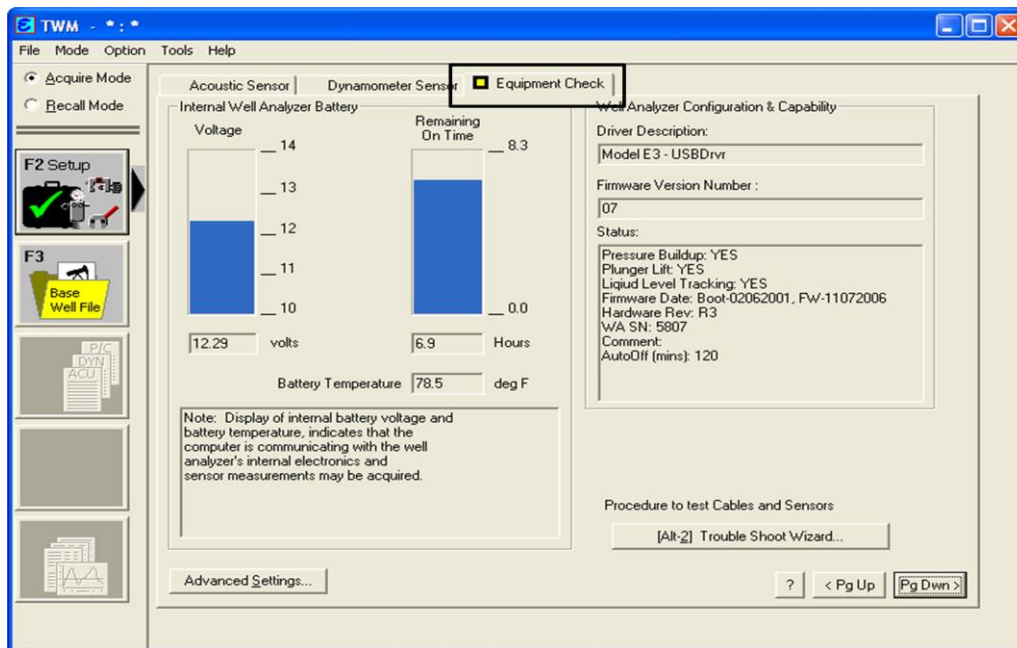 TWM - * : *
File Mode Option Tools Help
Acquire Mode
Recall Mode
F2 Setup
F3
Base
Well File
P/C
DYN
ACU
Acoustic Sensor
Dynamometer Sensor
Equipment Check
Internal Well Analyzer Battery
Voltage
14
13
12
11
10
12.29 volts
Remaining
On Time
8.3
0.0
6.9 Hours
Battery Temperature 78.5 deg F
Note: Display of internal battery voltage and
battery temperature, indicates that the
computer is communicating with the well
analyzer's internal electronics and
sensor measurements may be acquired.
Well Analyzer Configuration & Capability
Driver Description:
Model E3 - USBDrvr
Firmware Version Number :
07
Status:
Pressure Buildup: YES
Plunger Lift: YES
Liqiud Level Tracking: YES
Firmware Date: Boot-02062001, FW-11072006
Hardware Rev: R3
WA SN: 5807
Comment:
AutoOff (mins): 120
Procedure to test Cables and Sensors
[Alt-2] Trouble Shoot Wizard...
Advanced Settings...
?
< Pg Up
Pg Dwn >